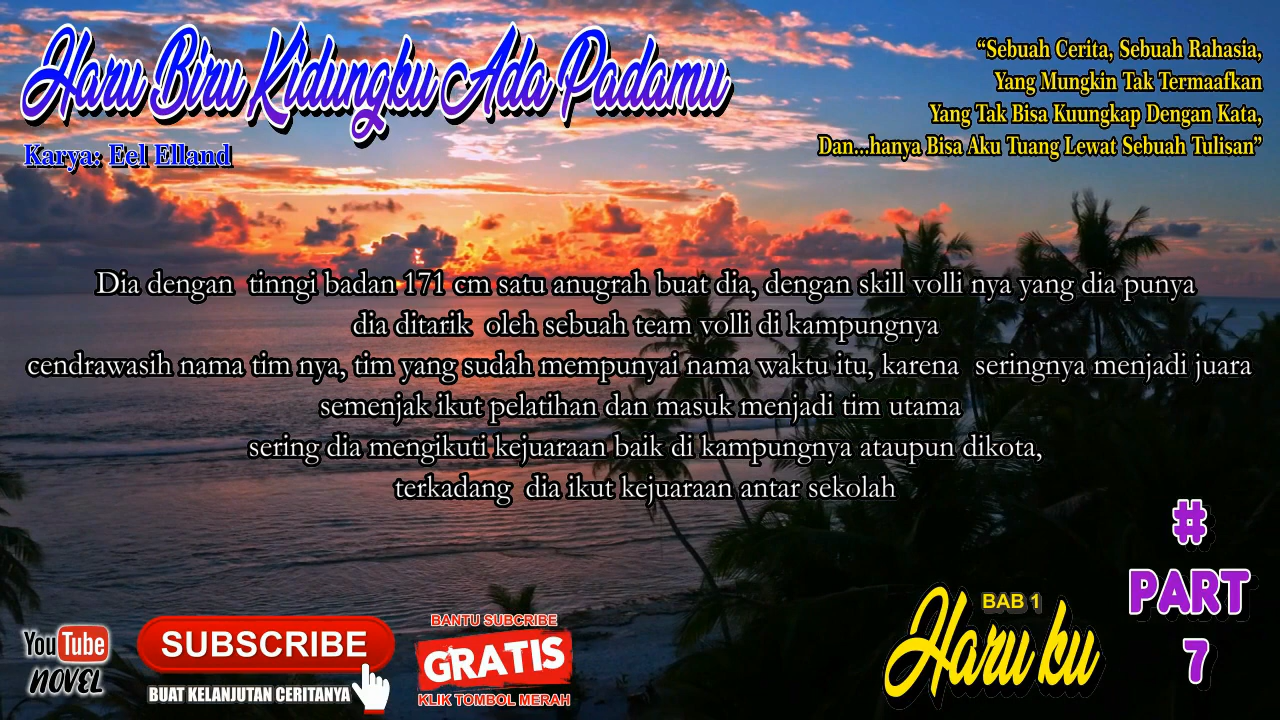 Haru Biru Kidungku Ada Padamu
Karya: Eel Elland
“Sebuah Cerita, Sebuah Rahasia,
Yang Mungkin Tak Termaafkan
Yang Tak Bisa Kuungkap Dengan Kata,
Dan...hanya Bisa Aku Tuang Lewat Sebuah Tulisan”
Dia dengan tinngi badan 171 cm satu anugrah buat dia, dengan skill volli nya yang dia punya
dia ditarik oleh sebuah team volli di kampungnya
cendrawasih nama tim nya, tim yang sudah mempunyai nama waktu itu, karena seringnya menjadi juara
semenjak ikut pelatihan dan masuk menjadi tim utama
sering dia mengikuti kejuaraan baik di kampungnya ataupun dikota,
terkadang dia ikut kejuaraan antar sekolah
YouTube
NOVEL
SUBSCRIBE
BUAT KELANJUTAN CERITANYA
BANTU SUBCRIBE
GRATIS
KLIK TOMBOL MERAH
BAB 1
Haru ku
#
PART
7